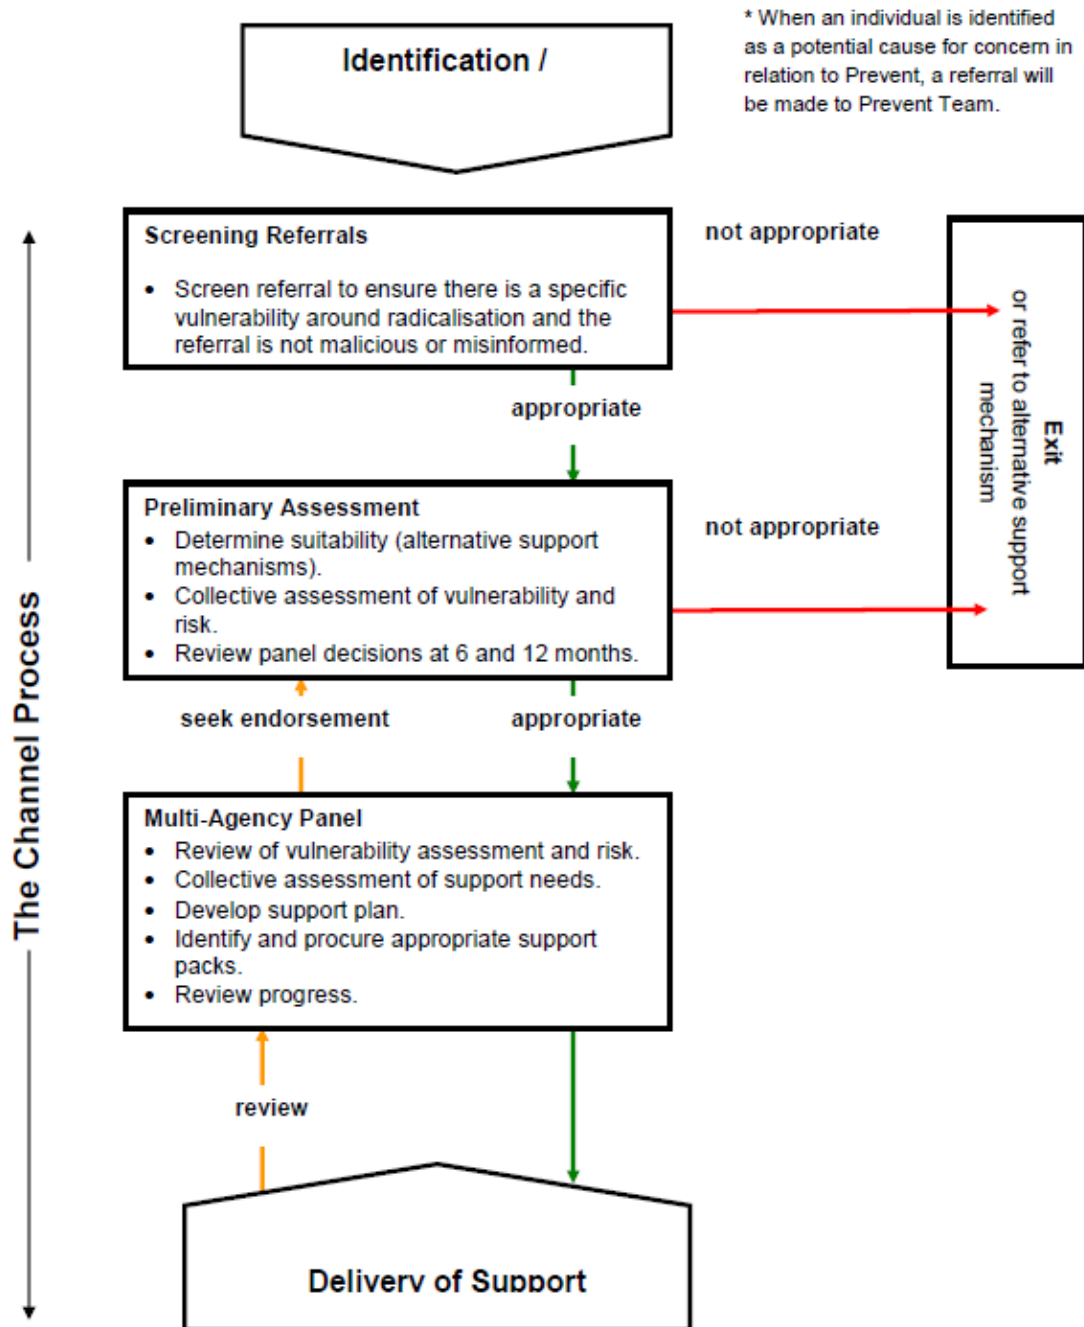 * When an individual is identified
as a potential cause for concern in
relation to Prevent, a referral will
be made to Prevent Team.
Identification /
Screening Referrals
• Screen referral to ensure there is a specific
vulnerability around radicalisation and the
referral is not malicious or misinformed.
not appropriate
appropriate
Exit
or refer to alternative support
mechanism
Preliminary Assessment
• Determine suitability (alternative support
mechanisms).
• Collective assessment of vulnerability and
risk.
• Review panel decisions at 6 and 12 months.
not appropriate
seek endorsement
appropriate
Multi-Agency Panel
• Review of vulnerability assessment and risk.
• Collective assessment of support needs.
• Develop support plan.
• Identify and procure appropriate support
packs.
• Review progress.
review
Delivery of Support
The Channel Process